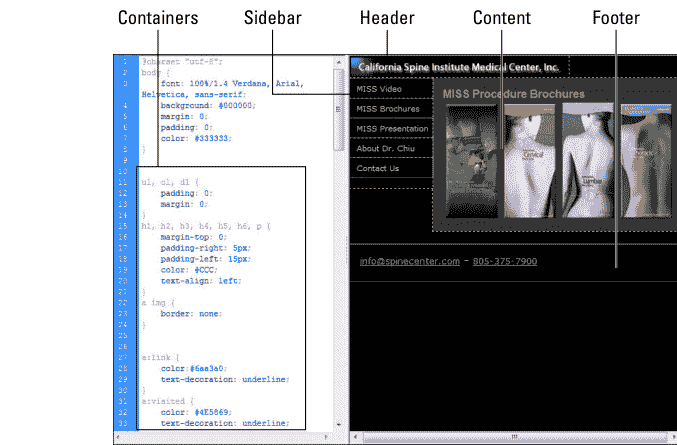 Containers
Sidebar
Header
Content
Footer
1 @charset "utf-8";
2 body {
3 font: 100%/1.4 Verdana, Arial,
Helvetica, sans-serif;
4 background: #000000;
5 margin: 0;
6 padding: 0;
7 color: #333333;
8 }
9
10
11 ul, ol, dl {
12 padding: 0;
13 margin: 0;
14 }
15 h1, h2, h3, h4, h5, h6, p {
16 margin-top: 0;
17 padding-right: 5px;
18 padding-left: 15px;
19 color: #CCC;
20 text-align: left;
21 }
22 a img {
23 border: none;
24 }
25
26
27 a:link {
28 color:#6aa3a0;
29 text-decoration: underline;
30 }
31 a:visited {
32 color: #4E5869;
33 text-decoration: underline;
California Spine Institute Medical Center, Inc.
MISS Video
MISS Brochures
MISS Presentation
About Dr. Chiu
Contact Us
MISS Procedure Brochures
Cervical
Lumbar
info@spinecenter.com - 805-375-7900